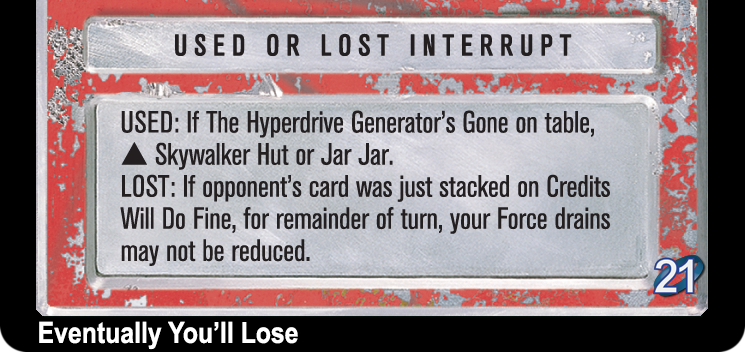 USED OR LOST INTERRUPT
USED: If The Hyperdrive Generator's Gone on table,
▲ Skywalker Hut or Jar Jar.
LOST: If opponent's card was just stacked on Credits
Will Do Fine, for remainder of turn, your Force drains
may not be reduced.
21
Eventually You'll Lose